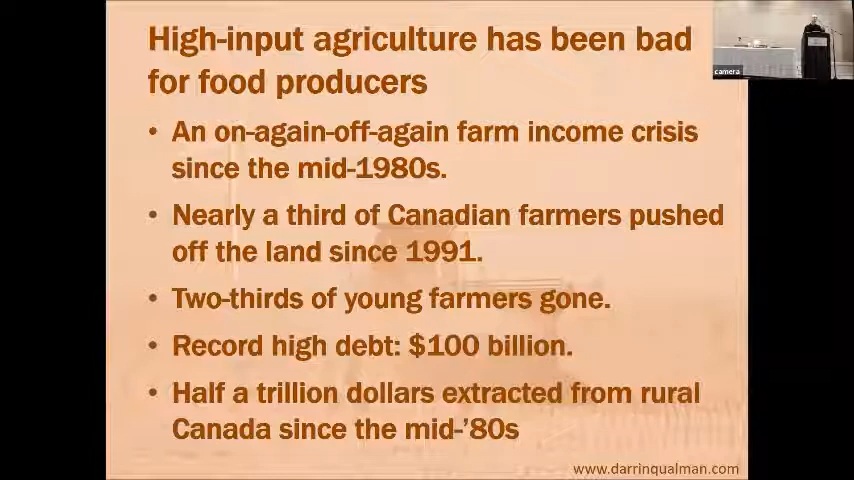 High-input agriculture has been bad
for food producers
• An on-again-off-again farm income crisis
since the mid-1980s.
• Nearly a third of Canadian farmers pushed
off the land since 1991.
• Two-thirds of young farmers gone.
• Record high debt: $100 billion.
• Half a trillion dollars extracted from rural
Canada since the mid-’80s
www.darrinqualman.com
camera